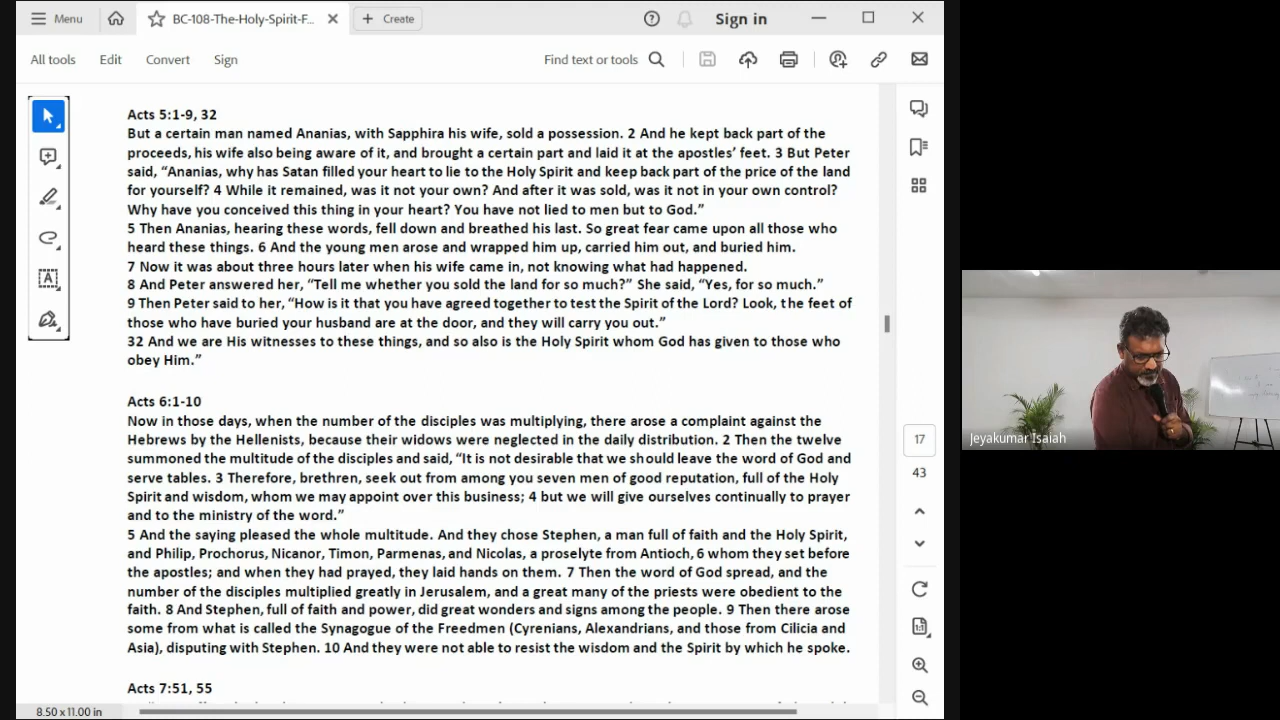 Menu
BC-108-The-Holy-Spirit-F...
Create
Sign in
All tools
Edit
Convert
Sign
Find text or tools
Acts 5:1-9, 32
But a certain man named Ananias, with Sapphira his wife, sold a possession. 2 And he kept back part of the
proceeds, his wife also being aware of it, and brought a certain part and laid it at the apostles’ feet. 3 But Peter
said, “Ananias, why has Satan filled your heart to lie to the Holy Spirit and keep back part of the price of the land
for yourself? 4 While it remained, was it not your own? And after it was sold, was it not in your own control?
Why have you conceived this thing in your heart? You have not lied to men but to God.”
5 Then Ananias, hearing these words, fell down and breathed his last. So great fear came upon all those who
heard these things. 6 And the young men arose and wrapped him up, carried him out, and buried him.
7 Now it was about three hours later when his wife came in, not knowing what had happened.
8 And Peter answered her, “Tell me whether you sold the land for so much?” She said, “Yes, for so much.”
9 Then Peter said to her, “How is it that you have agreed together to test the Spirit of the Lord? Look, the feet of
those who have buried your husband are at the door, and they will carry you out.”
32 And we are His witnesses to these things, and so also is the Holy Spirit whom God has given to those who
obey Him.”
Acts 6:1-10
Now in those days, when the number of the disciples was multiplying, there arose a complaint against the
Hebrews by the Hellenists, because their widows were neglected in the daily distribution. 2 Then the twelve
summoned the multitude of the disciples and said, “It is not desirable that we should leave the word of God and
serve tables. 3 Therefore, brethren, seek out from among you seven men of good reputation, full of the Holy
Spirit and wisdom, whom we may appoint over this business; 4 but we will give ourselves continually to prayer
and to the ministry of the word.”
5 And the saying pleased the whole multitude. And they chose Stephen, a man full of faith and the Holy Spirit,
and Philip, Prochorus, Nicanor, Timon, Parmenas, and Nicolas, a proselyte from Antioch, 6 whom they set before
the apostles; and when they had prayed, they laid hands on them. 7 Then the word of God spread, and the
number of the disciples multiplied greatly in Jerusalem, and a great many of the priests were obedient to the
faith. 8 And Stephen, full of faith and power, did great wonders and signs among the people. 9 Then there arose
some from what is called the Synagogue of the Freedmen (Cyrenians, Alexandrians, and those from Cilicia and
Asia), disputing with Stephen. 10 And they were not able to resist the wisdom and the Spirit by which he spoke.
Acts 7:51, 55
17
43
8.50 x 11.00 in
Jeyakumar Isaiah